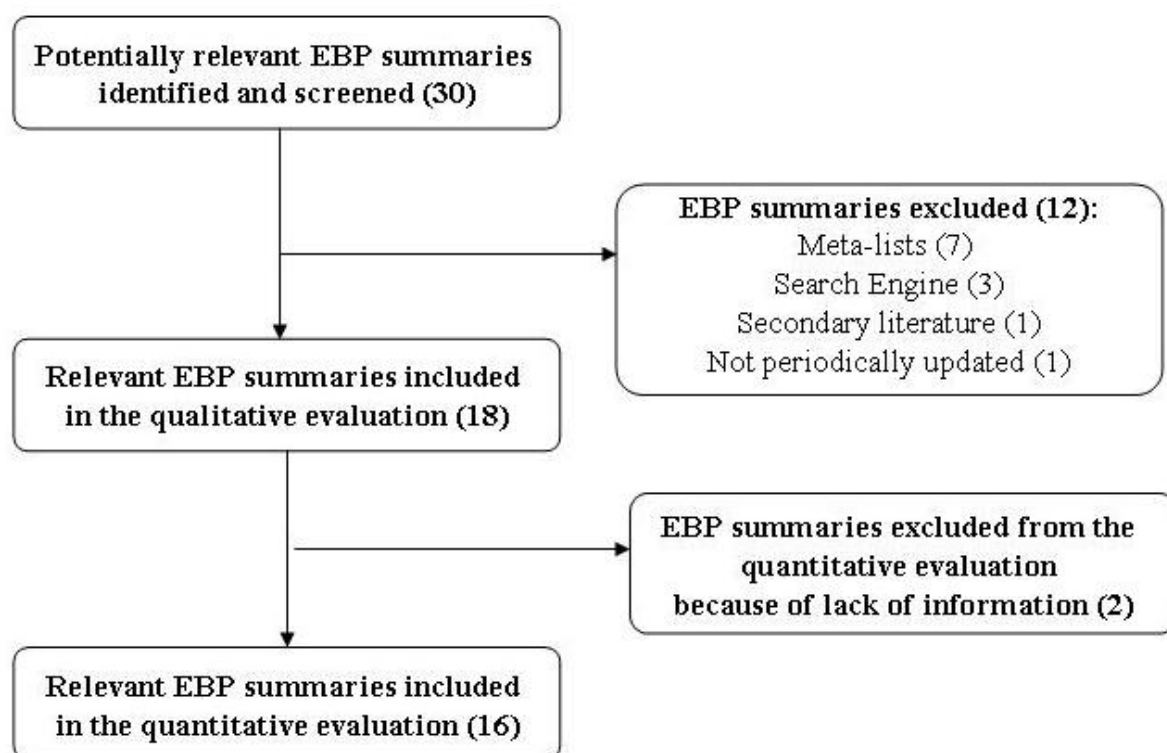 Potentially relevant EBP summaries
identified and screened (30)
EBP summaries excluded (12):
Meta-lists (7)
Search Engine (3)
Secondary literature (1)
Not periodically updated (1)
Relevant EBP summaries included
in the qualitative evaluation (18)
EBP summaries excluded from the
quantitative evaluation
because of lack of information (2)
Relevant EBP summaries included
in the quantitative evaluation (16)